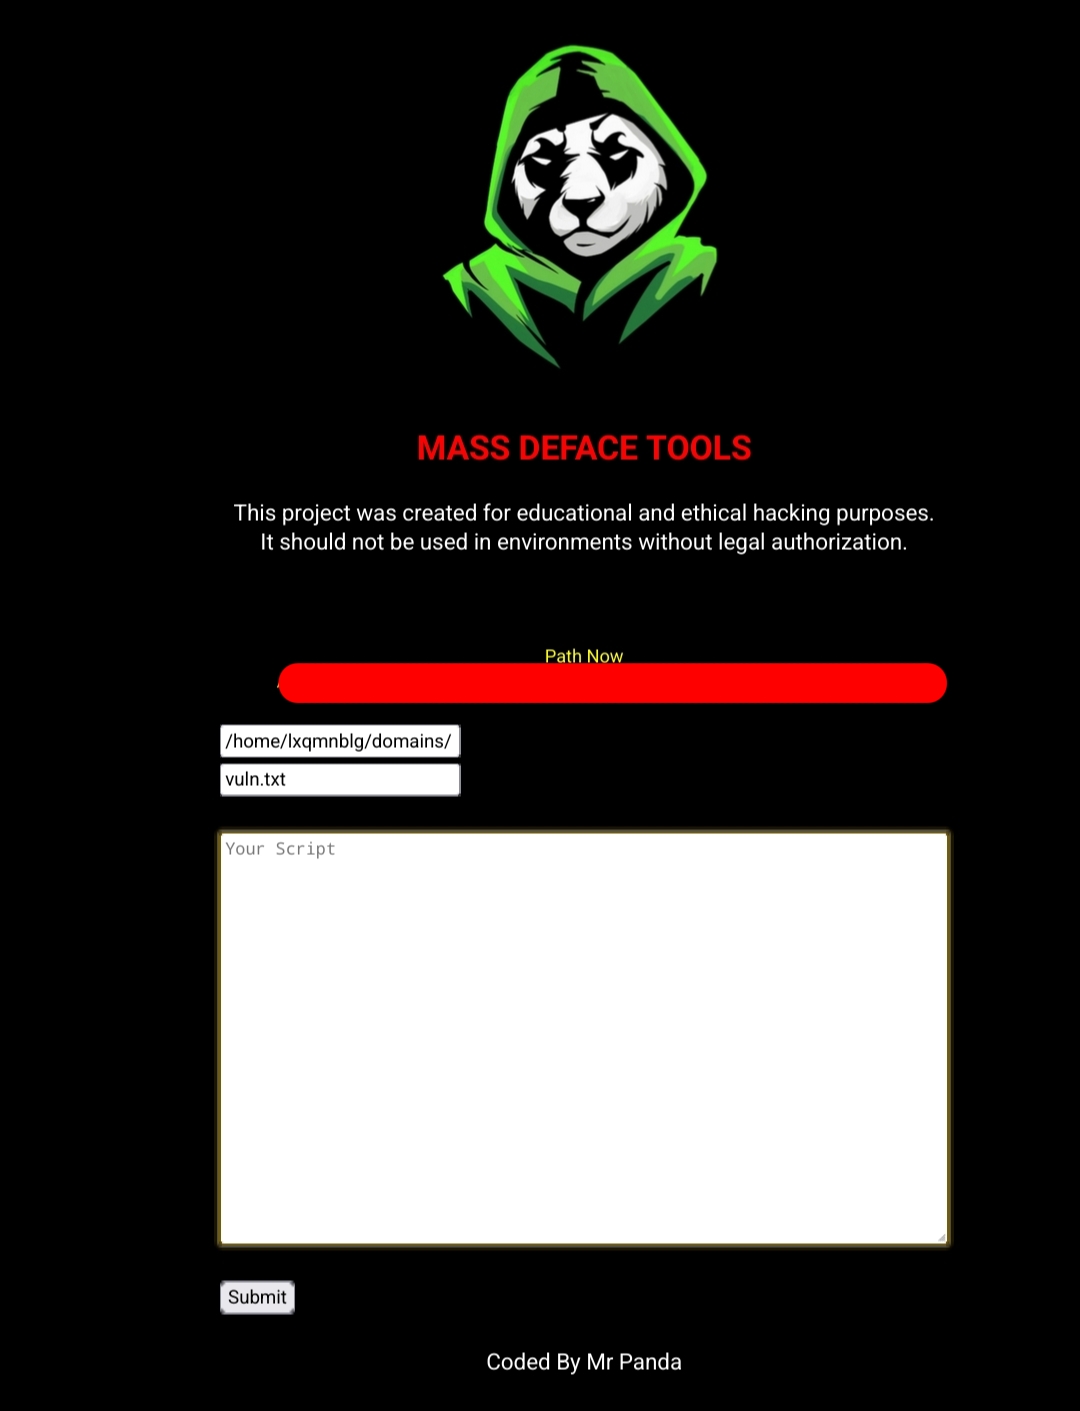 MASS DEFACE TOOLS
This project was created for educational and ethical hacking purposes.
It should not be used in environments without legal authorization.
Path Now
/home/lxqmnblg/domains/
vuln.txt
Your Script
Submit
Coded By Mr Panda